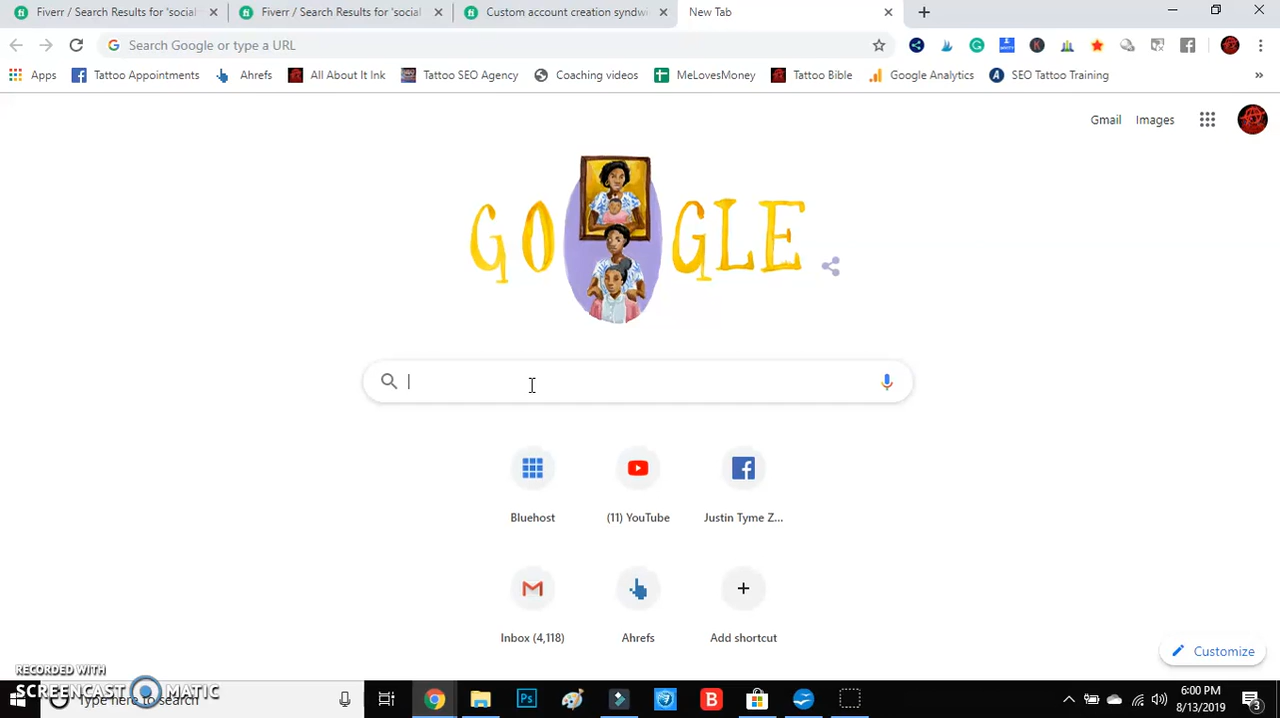 Fiverr / Search Results for 'social
Fiverr / Search Results for 'social
Custom account creation syndwi
New Tab
Search Google or type a URL
Apps
Tattoo Appointments
Ahrefs
All About It Ink
Tattoo SEO Agency
Coaching videos
MeLovesMoney
Tattoo Bible
Google Analytics
SEO Tattoo Training
»
Gmail
Images
GO GLE
Bluehost
(11) YouTube
Justin Tyme Z...
Inbox (4,118)
Ahrefs
Add shortcut
Customize
RECORDED WITH
SCREENCAST MATIC
Type here to search
6:00 PM
8/13/2019
3